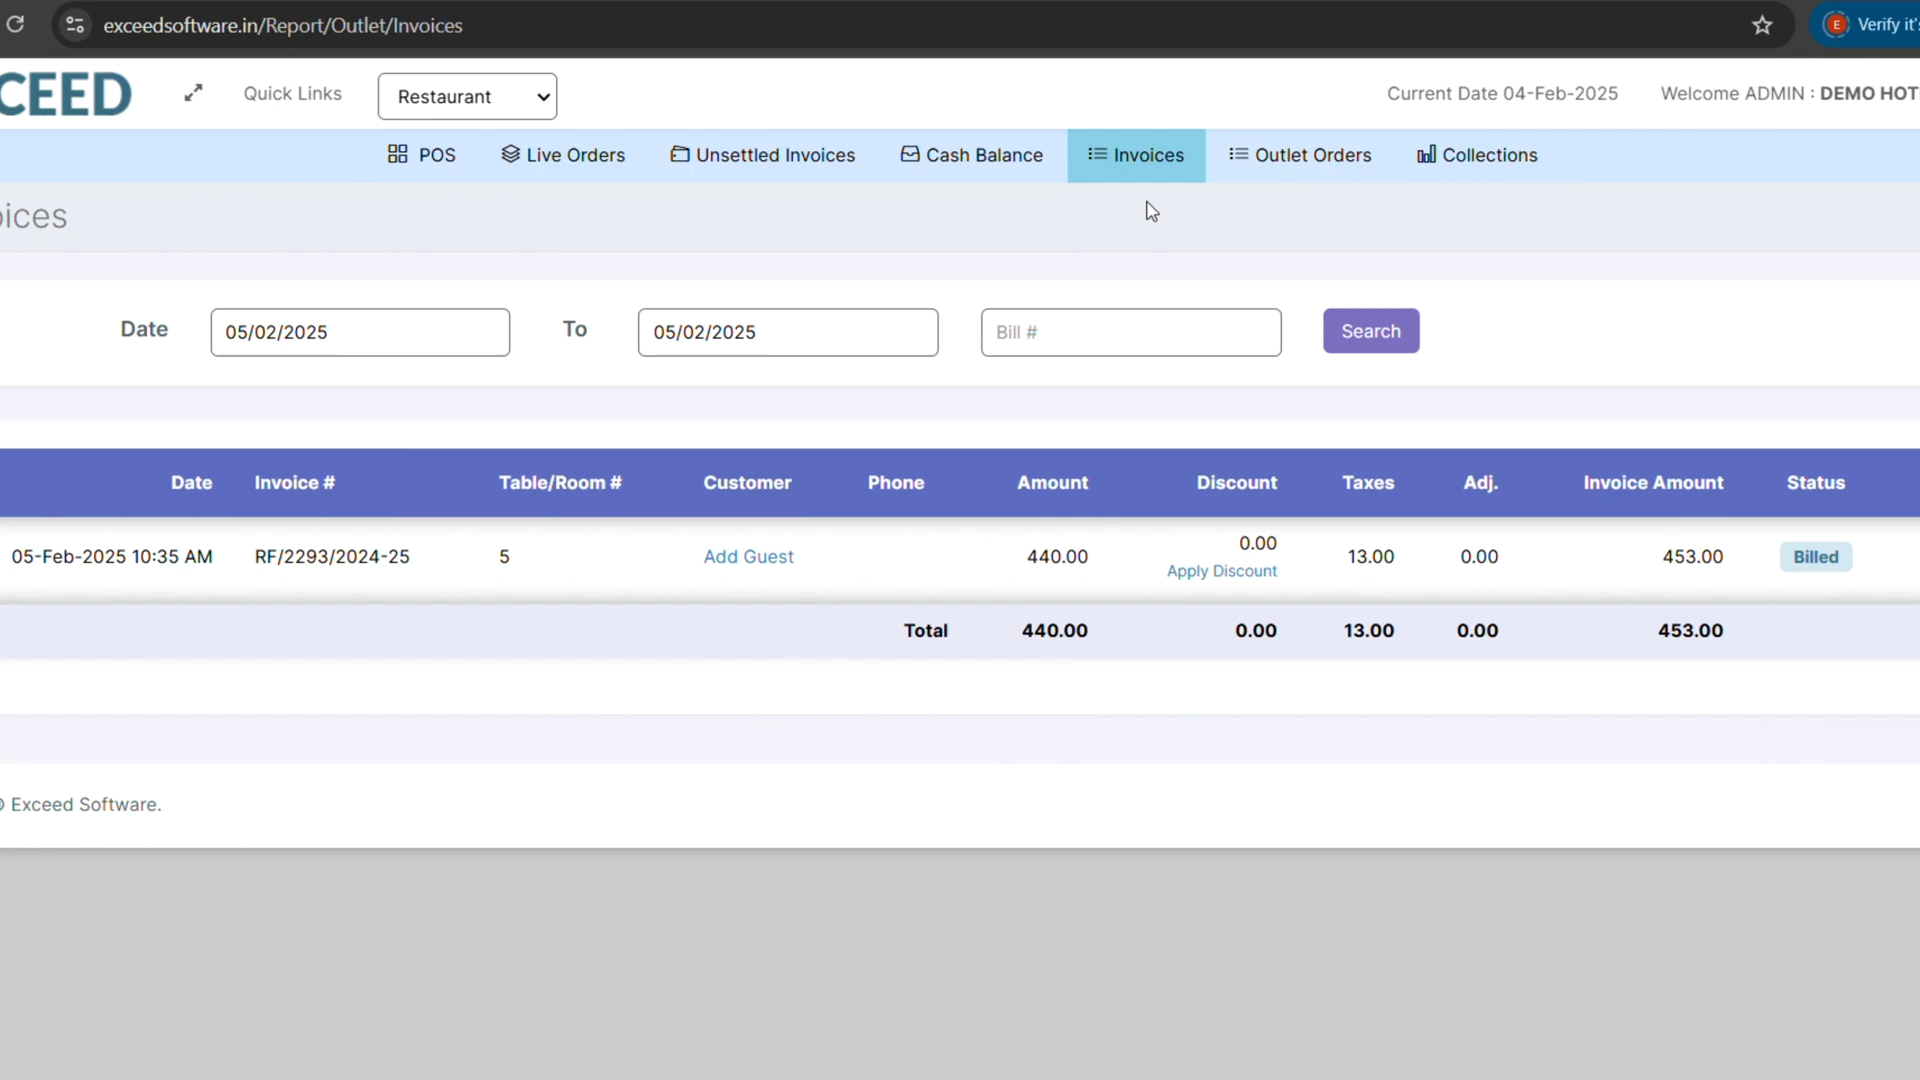 exceedsoftware.in/Report/Outlet/Invoices
E Verify it's
CEED
Quick Links
Restaurant
Current Date 04-Feb-2025
Welcome ADMIN : DEMO HOT
POS
Live Orders
Unsettled Invoices
Cash Balance
Invoices
Outlet Orders
Collections
oices
Date
05/02/2025
To
05/02/2025
Bill #
Search
Date Invoice # Table/Room # Customer Phone Amount Discount Taxes Adj. Invoice Amount Status
05-Feb-2025 10:35 AM RF/2293/2024-25 5 Add Guest 440.00 0.00 13.00 0.00 453.00 Billed
Apply Discount
Total 440.00 0.00 13.00 0.00 453.00
© Exceed Software.